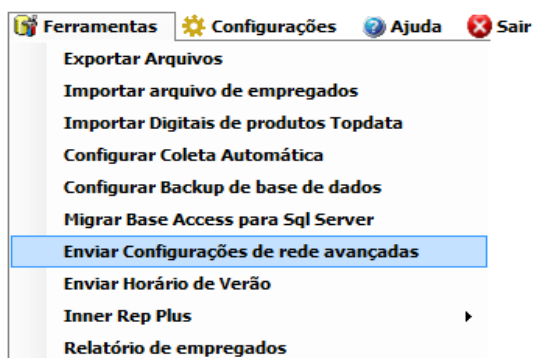 Ferramentas Configurações Ajuda Sair
Exportar Arquivos
Importar arquivo de empregados
Importar Digitais de produtos Topdata
Configurar Coleta Automática
Configurar Backup de base de dados
Migrar Base Access para Sql Server
Enviar Configurações de rede avançadas
Enviar Horário de Verão
Inner Rep Plus
Relatório de empregados